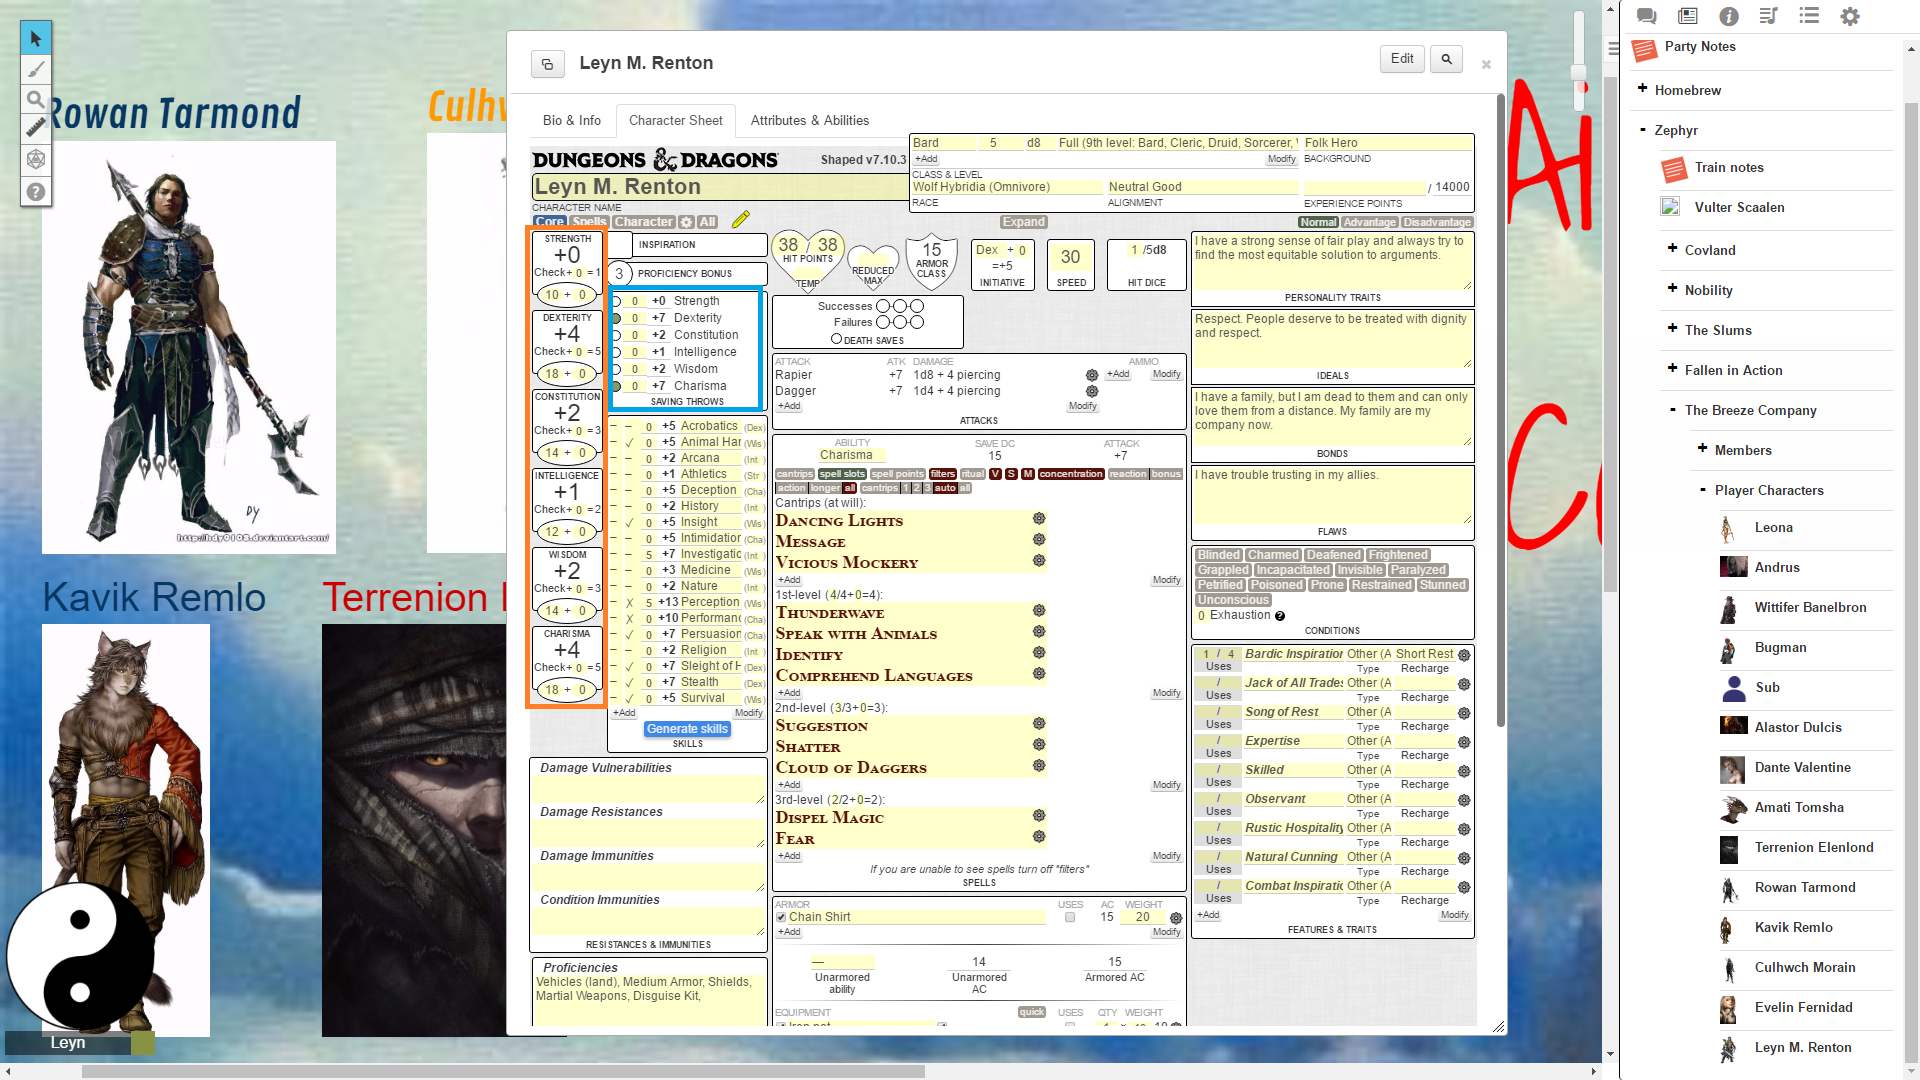 Rowan Tarmond
http://hdy0108.deviantart.com/
Kavik Remlo
Terrenion
Leyn
Leyn M. Renton
Edit
Bio & Info
Character Sheet
Attributes & Abilities
DUNGEONS & DRAGONS
Shaped v7.10.3
Bard 5 d8 Full (9th level: Bard, Cleric, Druid, Sorcerer, Folk Hero
+Add Modify BACKGROUND
CLASS & LEVEL
Leyn M. Renton
Wolf Hybridia (Omnivore) Neutral Good / 14000
CHARACTER NAME RACE ALIGNMENT EXPERIENCE POINTS
Core Spells Character All Expand Normal Advantage Disadvantage
STRENGTH
+0
Check+ 0 =1
10 + 0
DEXTERITY
+4
Check+ 0 =5
18 + 0
CONSTITUTION
+2
Check+ 0 =3
14 + 0
INTELLIGENCE
+1
Check+ 0 =2
12 + 0
WISDOM
+2
Check+ 0 =3
14 + 0
CHARISMA
+4
Check+ 0 =5
18 + 0
INSPIRATION
3 PROFICIENCY BONUS
0 +0 Strength
0 +7 Dexterity
0 +2 Constitution
0 +1 Intelligence
0 +2 Wisdom
0 +7 Charisma
SAVING THROWS
0 +5 Acrobatics (Dex)
0 +5 Animal Har (Wis)
0 +2 Arcana (Int)
0 +1 Athletics (Str)
0 +5 Deception (Cha)
0 +2 History (Int)
0 +5 Insight (Wis)
0 +5 Intimidation (Cha)
5 +7 Investigatic (Int)
0 +3 Medicine (Wis)
0 +2 Nature (Int)
5 +13 Perception (Wis)
0 +10 Performanc (Cha)
0 +7 Persuasion (Cha)
0 +2 Religion (Int)
0 +7 Sleight of H (Dex)
0 +7 Stealth (Dex)
0 +5 Survival (Wis)
+Add Modify
Generate skills
SKILLS
Damage Vulnerabilities
Damage Resistances
Damage Immunities
Condition Immunities
RESISTANCES & IMMUNITIES
Proficiencies
Vehicles (land), Medium Armor, Shields,
Martial Weapons, Disguise Kit,
38 / 38
HIT POINTS
TEMP
REDUCED
MAX
15
ARMOR
CLASS
Dex + 0
=+5
INITIATIVE
30
SPEED
1 /5d8
HIT DICE
Successes
Failures
DEATH SAVES
ATTACK ATK DAMAGE AMMO
Rapier +7 1d8 + 4 piercing +Add Modify
Dagger +7 1d4 + 4 piercing
+Add Modify
ATTACKS
ABILITY SAVE DC ATTACK
Charisma 15 +7
cantrips spell slots spell points filters ritual V S M concentration reaction bonus
action longer all cantrips 1 2 3 auto all
Cantrips (at will):
DANCING LIGHTS
MESSAGE
VICIOUS MOCKERY
+Add Modify
1st-level (4/4+0=4):
THUNDERWAVE
SPEAK WITH ANIMALS
IDENTIFY
COMPREHEND LANGUAGES
+Add Modify
2nd-level (3/3+0=3):
SUGGESTION
SHATTER
CLOUD OF DAGGERS
+Add Modify
3rd-level (2/2+0=2):
DISPEL MAGIC
FEAR
+Add Modify
If you are unable to see spells turn off "filters"
SPELLS
ARMOR USES AC WEIGHT
Chain Shirt 15 20
+Add Modify
— 14 15
Unarmored ability Unarmored AC Armored AC
EQUIPMENT quick USES QTY WEIGHT
I have a strong sense of fair play and always try to
find the most equitable solution to arguments.
PERSONALITY TRAITS
Respect. People deserve to be treated with dignity
and respect.
IDEALS
I have a family, but I am dead to them and can only
love them from a distance. My family are my
company now.
BONDS
I have trouble trusting in my allies.
FLAWS
Blinded Charmed Deafened Frightened
Grappled Incapacitated Invisible Paralyzed
Petrified Poisoned Prone Restrained Stunned
Unconscious
0 Exhaustion ?
CONDITIONS
1 / 4 Bardic Inspiration Other (A Short Rest
Uses Type Recharge
/ Jack of All Trades Other (A
Uses Type Recharge
/ Song of Rest Other (A
Uses Type Recharge
/ Expertise Other (A
Uses Type Recharge
/ Skilled Other (A
Uses Type Recharge
/ Observant Other (A
Uses Type Recharge
/ Rustic Hospitality Other (A
Uses Type Recharge
/ Natural Cunning Other (A
Uses Type Recharge
/ Combat Inspiratic Other (A
Uses Type Recharge
+Add Modify
FEATURES & TRAITS
Party Notes
+ Homebrew
- Zephyr
Train notes
Vulter Scaalen
+ Covland
+ Nobility
+ The Slums
+ Fallen in Action
- The Breeze Company
+ Members
- Player Characters
Leona
Andrus
Wittifer Banelbron
Bugman
Sub
Alastor Dulcis
Dante Valentine
Amati Tomsha
Terrenion Elenlond
Rowan Tarmond
Kavik Remlo
Culhwch Morain
Evelin Fernidad
Leyn M. Renton